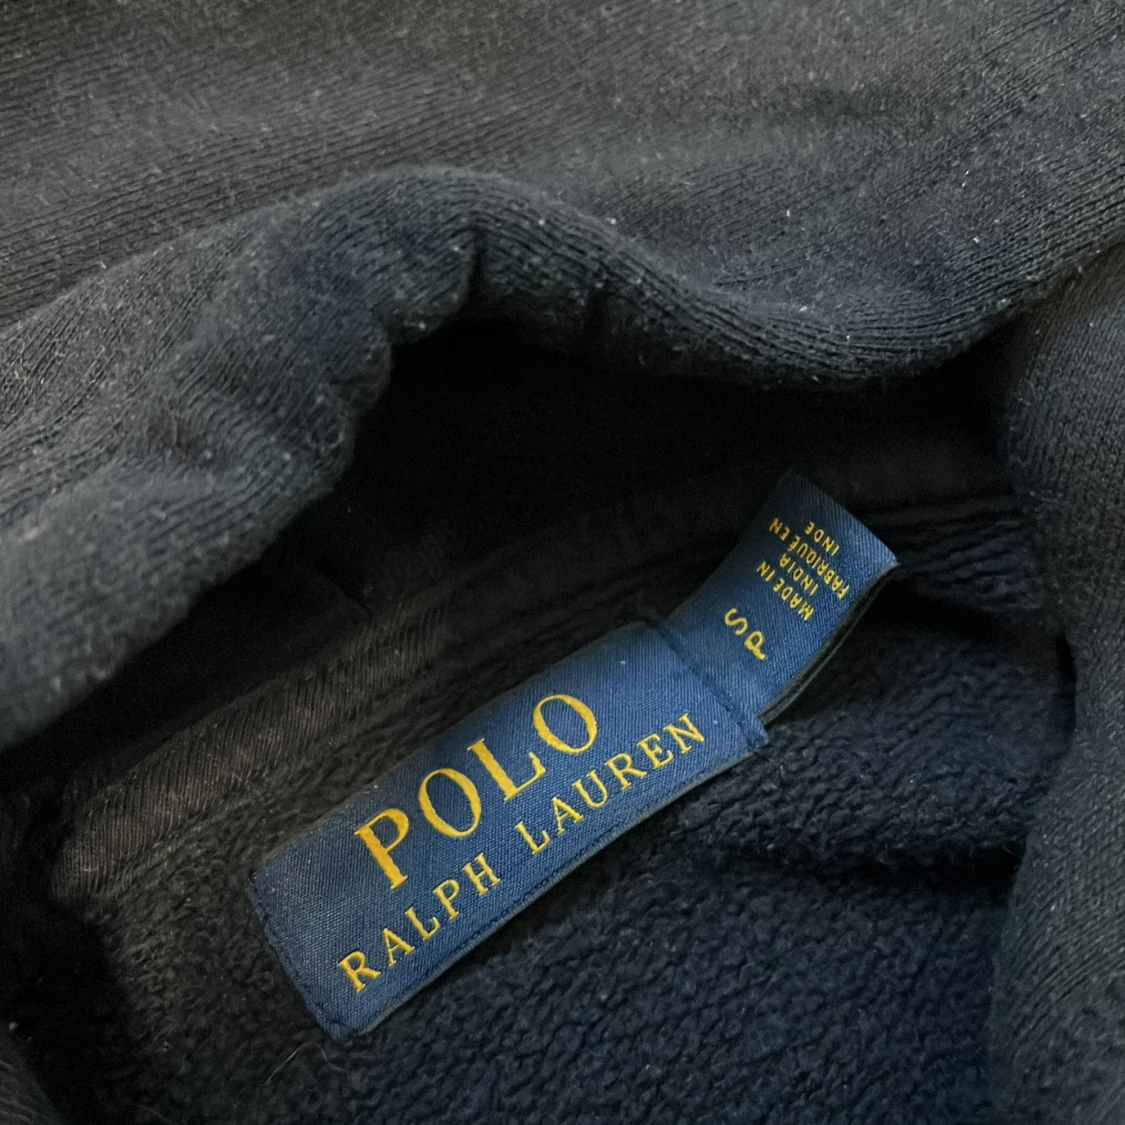 POLO
RALPH LAUREN
S
P
MADE IN
INDIA
FABRIQUÉ EN
INDE